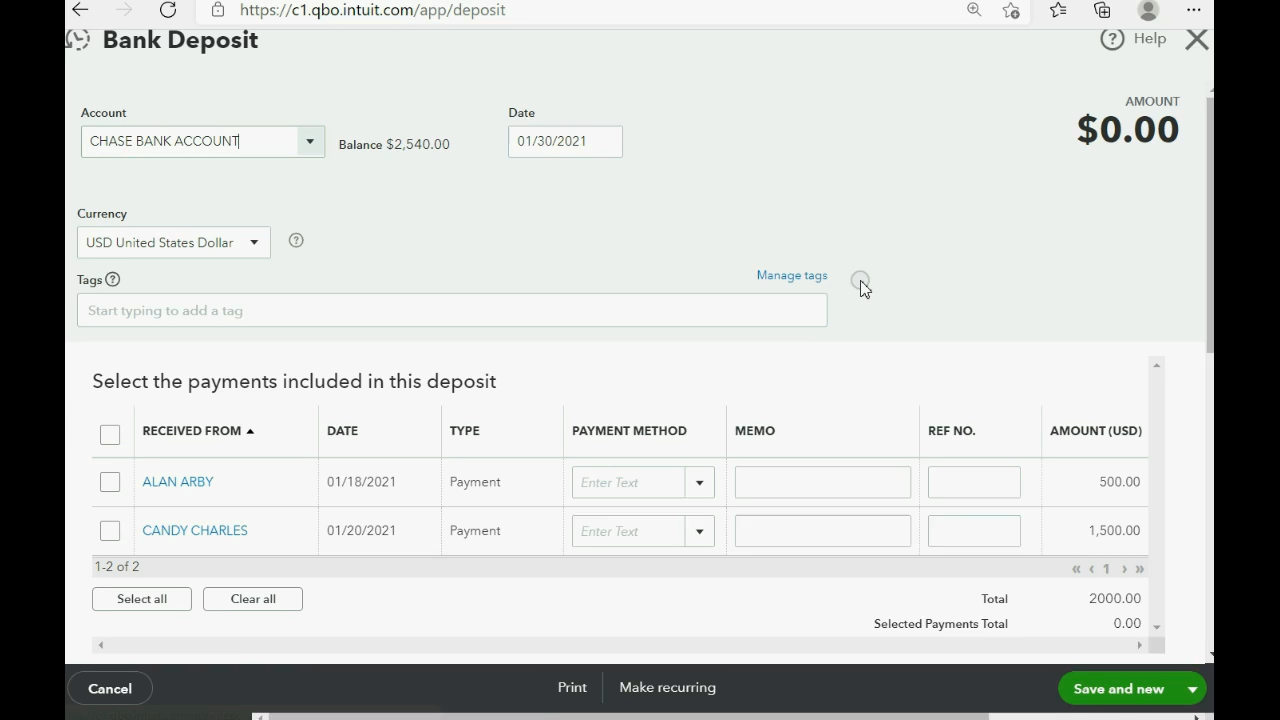 https://c1.qbo.intuit.com/app/deposit
Bank Deposit
Help
Account
Date
AMOUNT
CHASE BANK ACCOUNT
Balance $2,540.00
01/30/2021
$0.00
Currency
USD United States Dollar
Tags
Manage tags
Start typing to add a tag
Select the payments included in this deposit
RECEIVED FROM DATE TYPE PAYMENT METHOD MEMO REF NO. AMOUNT (USD)
ALAN ARBY 01/18/2021 Payment Enter Text 500.00
CANDY CHARLES 01/20/2021 Payment Enter Text 1,500.00
1-2 of 2 « ‹ 1 › »
Select all Clear all Total 2000.00
Selected Payments Total 0.00
Cancel Print Make recurring Save and new